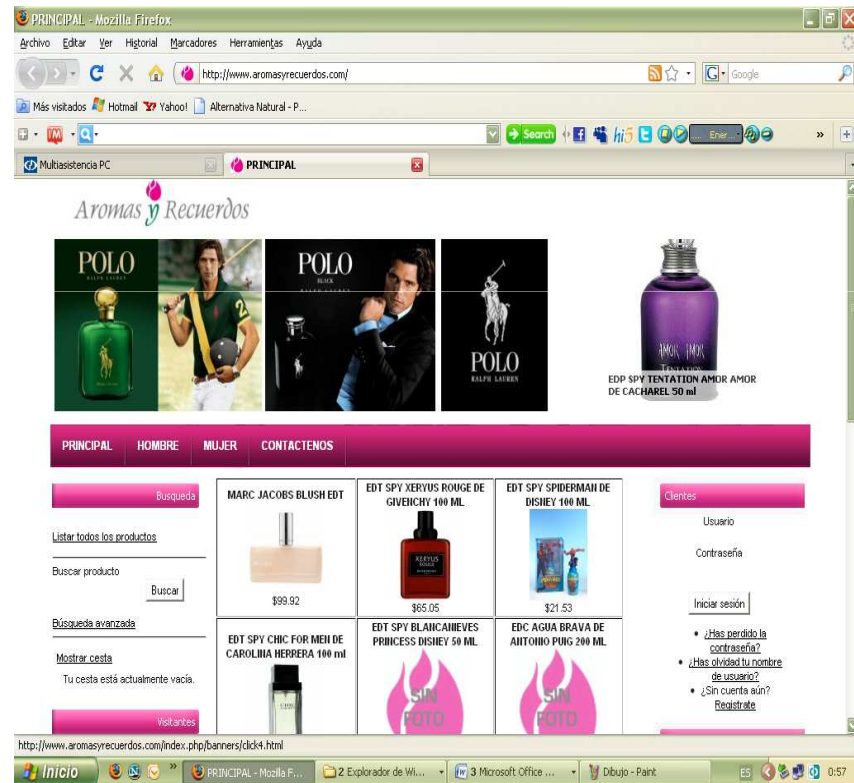 PRINCIPAL - Mozilla Firefox
Archivo Editar Ver Historial Marcadores Herramientas Ayuda
http://www.aromasyrecuerdos.com/
Google
Más visitados Hotmail Yahoo! Alternativa Natural - P...
Search hi5 Ener...
Multiasistencia PC
PRINCIPAL
Aromas y Recuerdos
POLO
RALPH LAUREN
2
POLO
BLACK
POLO
RALPH LAUREN
AMOR AMOR
TENTATION
EDP SPY TENTATION AMOR AMOR
DE CACHAREL 50 ml
PRINCIPAL HOMBRE MUJER CONTACTENOS
Busqueda
Listar todos los productos
Buscar producto
Buscar
Búsqueda avanzada
Mostrar cesta
Tu cesta está actualmente vacía.
Visitantes
MARC JACOBS BLUSH EDT
$99.92
EDT SPY XERYUS ROUGE DE
GIVENCHY 100 ML
XERYUS
ROUGE
$65.05
EDT SPY SPIDERMAN DE
DISNEY 100 ML
$21.53
EDT SPY CHIC FOR MEN DE
CAROLINA HERRERA 100 ml
EDT SPY BLANCANIEVES
PRINCESS DISNEY 50 ML
SIN
FOTO
EDC AGUA BRAVA DE
ANTONIO PUIG 200 ML
SIN
FOTO
Clientes
Usuario
Contraseña
Iniciar sesión
¿Has perdido la
contraseña?
¿Has olvidad tu nombre
de usuario?
¿Sin cuenta aún?
Registrate
http://www.aromasyrecuerdos.com/index.php/banners/click4.html
Inicio
PRINCIPAL - Mozilla F...
2 Explorador de Wi...
3 Microsoft Office ...
Dibujo - Paint
ES
0:57